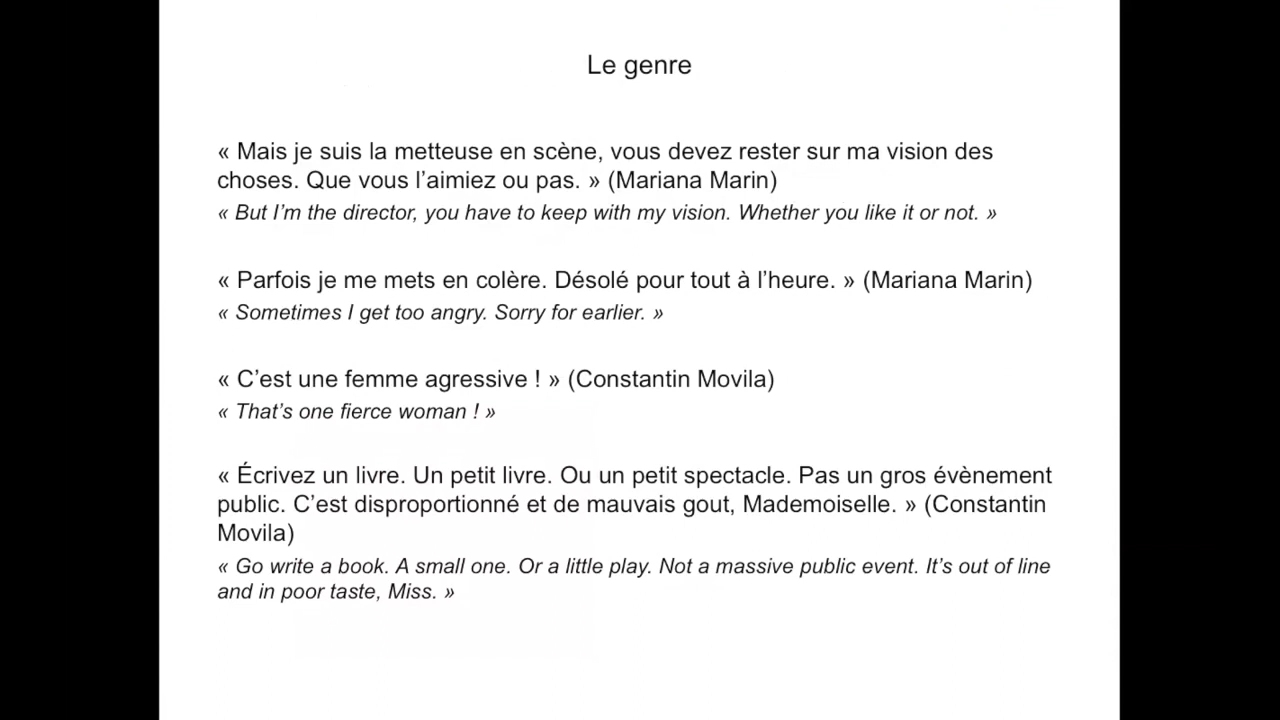 Le genre
« Mais je suis la metteuse en scène, vous devez rester sur ma vision des
choses. Que vous l’aimiez ou pas. » (Mariana Marin)
« But I’m the director, you have to keep with my vision. Whether you like it or not. »
« Parfois je me mets en colère. Désolé pour tout à l’heure. » (Mariana Marin)
« Sometimes I get too angry. Sorry for earlier. »
« C’est une femme agressive ! » (Constantin Movila)
« That’s one fierce woman ! »
« Écrivez un livre. Un petit livre. Ou un petit spectacle. Pas un gros évènement
public. C’est disproportionné et de mauvais gout, Mademoiselle. » (Constantin
Movila)
« Go write a book. A small one. Or a little play. Not a massive public event. It’s out of line
and in poor taste, Miss. »